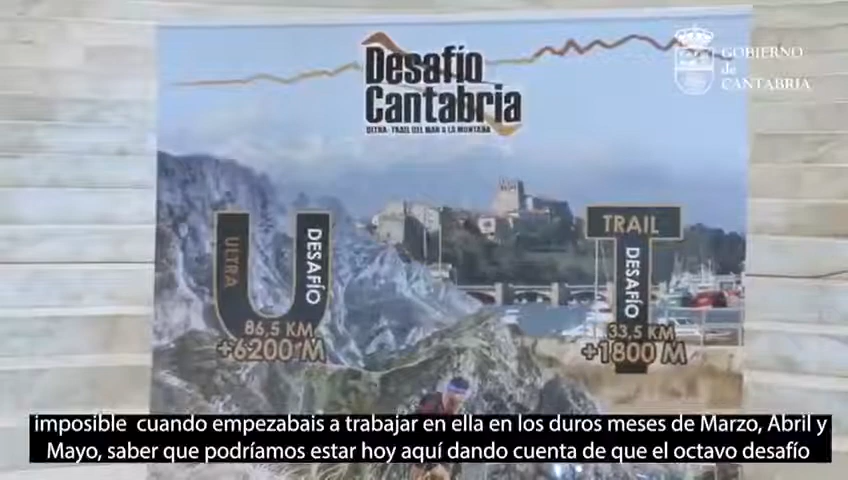 Desafío
Cantabria
ULTRA-TRAIL DEL MAR A LA MONTAÑA
GOBIERNO
de
CANTABRIA
ULTRA
DESAFÍO
86,5 KM
+6200 M
TRAIL
DESAFÍO
33,5 KM
+1800 M
imposible cuando empezabais a trabajar en ella en los duros meses de Marzo, Abril y
Mayo, saber que podríamos estar hoy aquí dando cuenta de que el octavo desafío